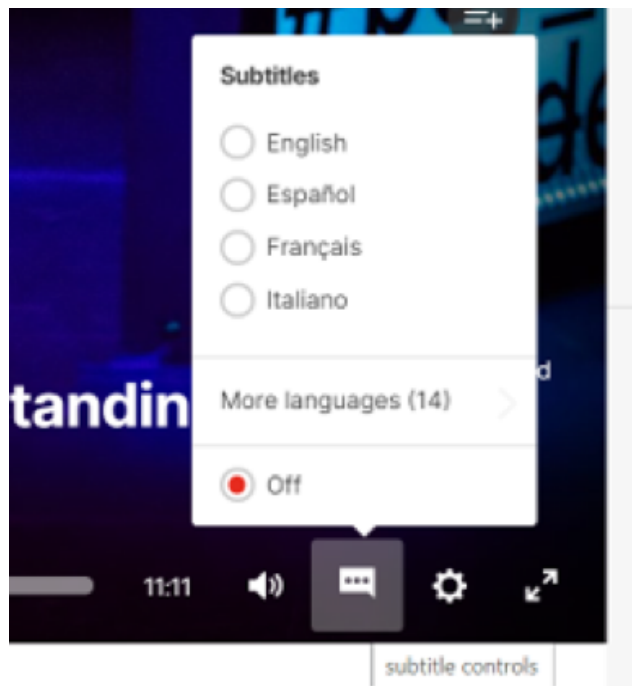 Subtitles
English
Español
Français
Italiano
More languages (14)
Off
tandin
d
11:11
subtitle controls